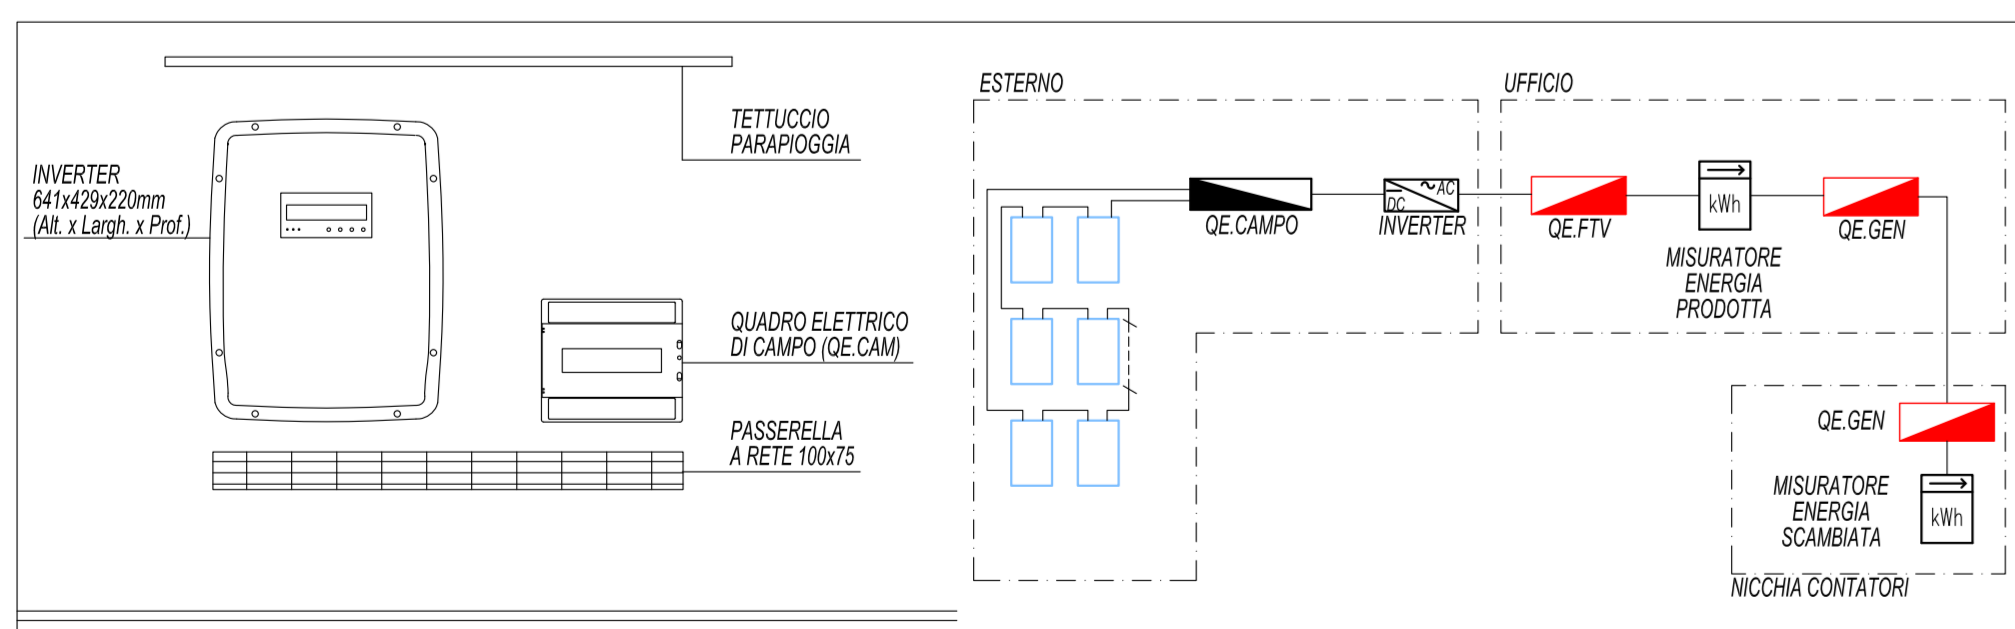 TETTUCCIO
PARAPIOGGIA
INVERTER
641x429x220mm
(Alt. x Largh. x Prof.)
QUADRO ELETTRICO
DI CAMPO (QE.CAM)
PASSERELLA
A RETE 100x75
ESTERNO
UFFICIO
QE.CAMPO
DC
~AC
INVERTER
QE.FTV
kWh
MISURATORE
ENERGIA
PRODOTTA
QE.GEN
QE.GEN
MISURATORE
ENERGIA
SCAMBIATA
kWh
NICCHIA CONTATORI